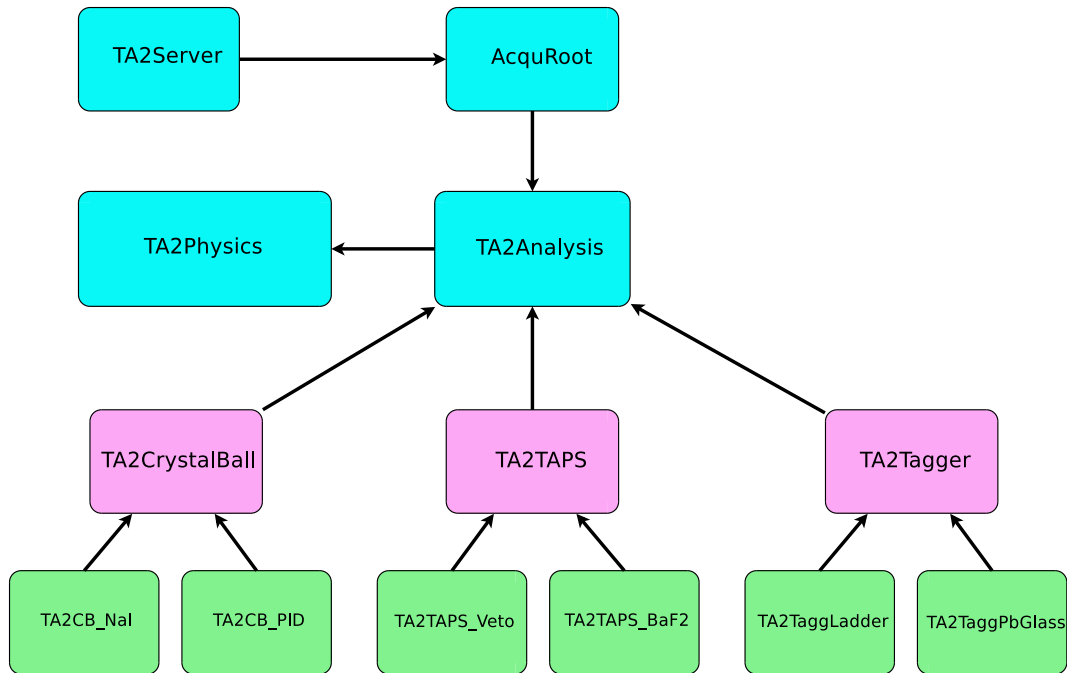 TA2Server
AcquRoot
TA2Physics
TA2Analysis
TA2CrystalBall
TA2TAPS
TA2Tagger
TA2CB_NaI
TA2CB_PID
TA2TAPS_Veto
TA2TAPS_BaF2
TA2TaggLadder
TA2TaggPbGlass